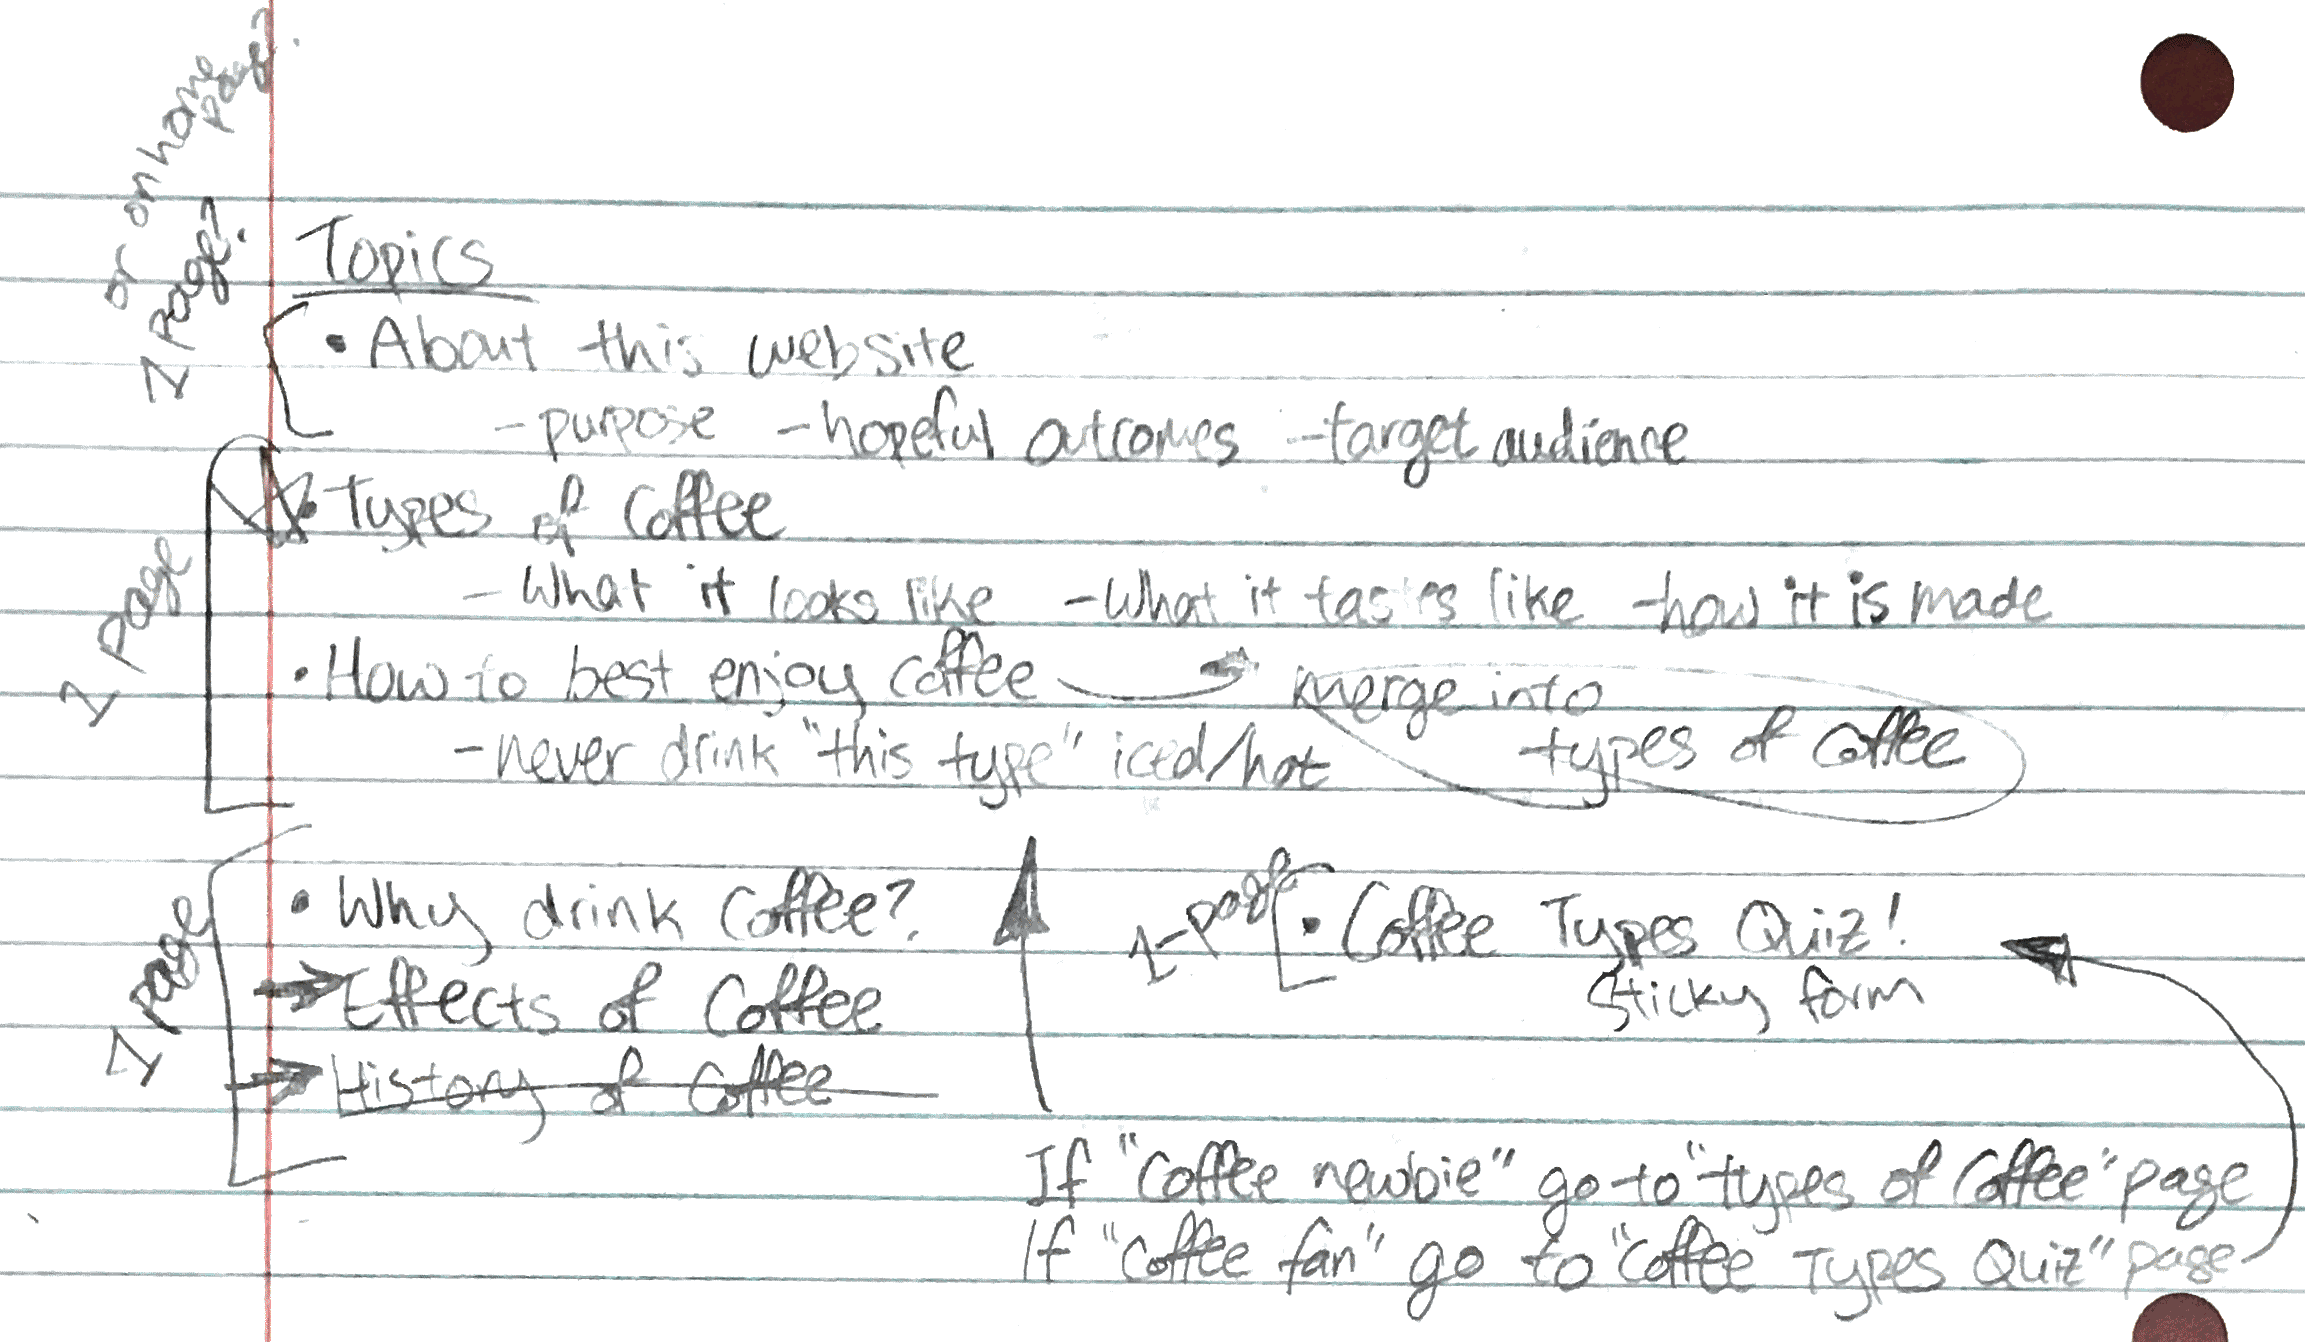 or on home
page?
1 page?
Topics
• About this website
- purpose - hopeful outcomes - target audience
1 page
• Types of Coffee
- What it looks like - What it tastes like - how it is made
• How to best enjoy coffee
merge into
types of coffee
- never drink "this type" iced/hot
1 page
• Why drink Coffee?
Effects of Coffee
History of Coffee
1-page
• Coffee Types Quiz!
Sticky form
If "Coffee newbie" go to "types of Coffee" page
If "Coffee fan" go to "Coffee Types Quiz" page